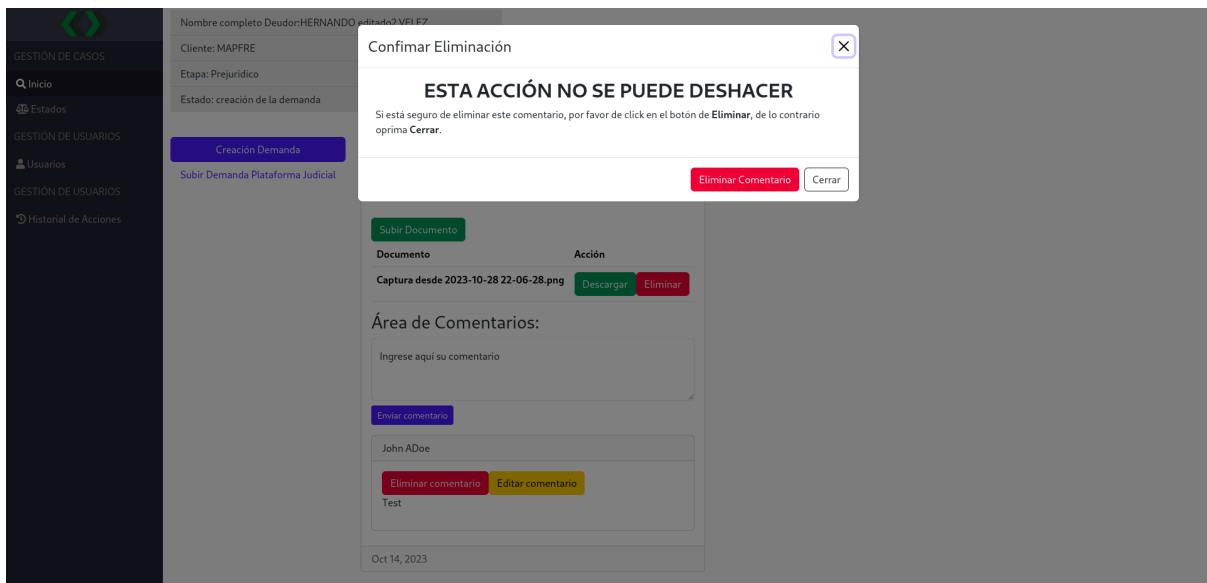 GESTIÓN DE CASOS
Inicio
Estados
GESTIÓN DE USUARIOS
Usuarios
GESTIÓN DE USUARIOS
Historial de Acciones
Nombre completo Deudor:HERNANDO editado2 VELEZ
Cliente: MAPFRE
Etapa: Prejuridico
Estado: creación de la demanda
Creación Demanda
Subir Demanda Plataforma Judicial
Confimar Eliminación
ESTA ACCIÓN NO SE PUEDE DESHACER
Si está seguro de eliminar este comentario, por favor de click en el botón de Eliminar, de lo contrario
oprima Cerrar.
Eliminar Comentario Cerrar
Subir Documento
Documento Acción
Captura desde 2023-10-28 22-06-28.png Descargar Eliminar
Área de Comentarios:
Ingrese aquí su comentario
Enviar comentario
John ADoe
Eliminar comentario Editar comentario
Test
Oct 14, 2023